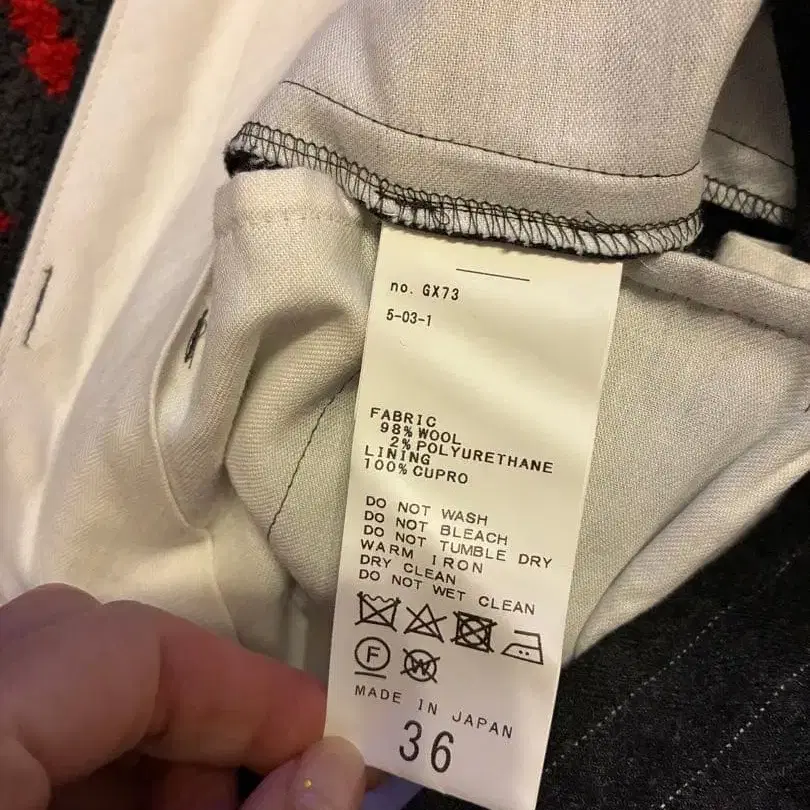 no. GX73
5-03-1
FABRIC
98% WOOL
2% POLYURETHANE
LINING
100% CUPRO
DO NOT WASH
DO NOT BLEACH
DO NOT TUMBLE DRY
WARM IRON
DRY CLEAN
DO NOT WET CLEAN
F W
MADE IN JAPAN
36